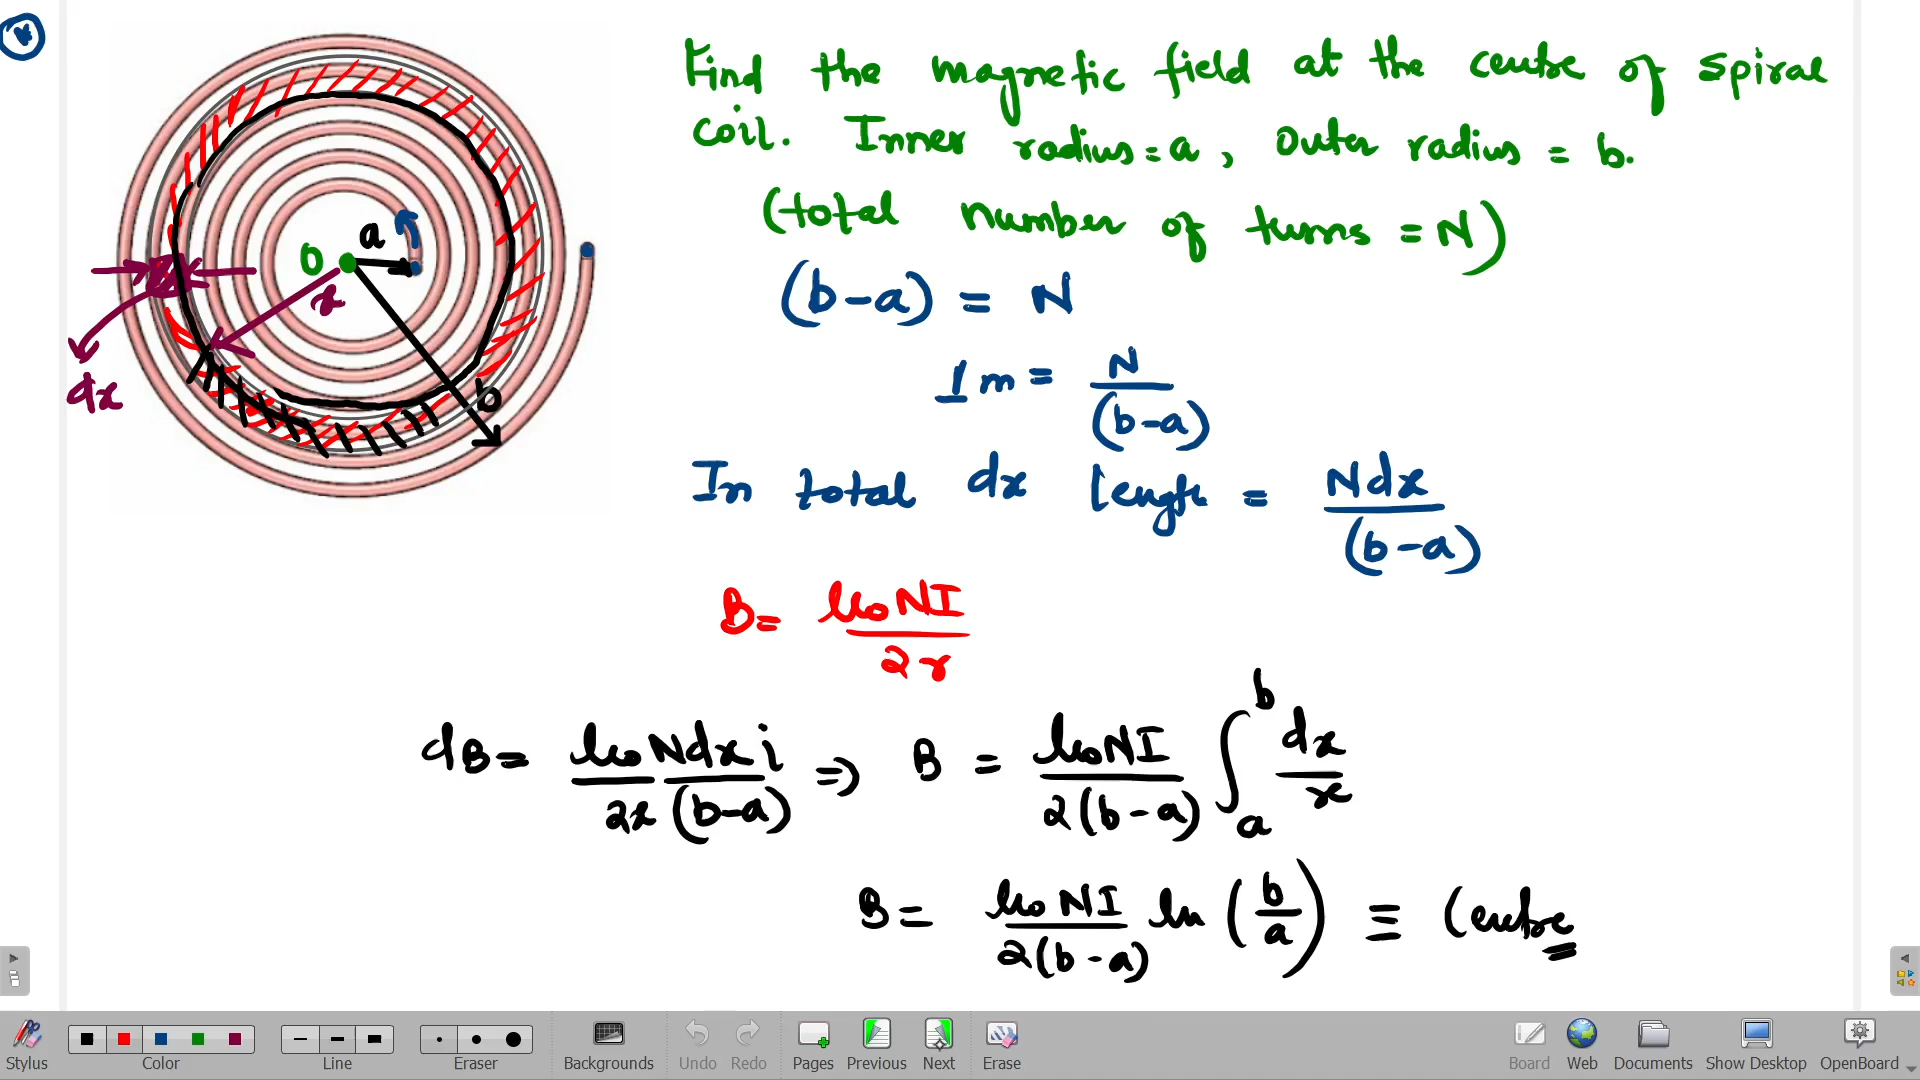 Find the magnetic field at the centre of spiral
coil. Inner radius = a, Outer radius = b.
(total number of turns = N)
(b-a) = N
1 m = N/(b-a)
In total dx length = Ndx/(b-a)
B = μ₀NI/2r
dB = μ₀Ndxi/2x(b-a) ⇒ B = μ₀NI/2(b-a) ∫ₐᵇ dx/x
B = μ₀NI/2(b-a) ln (b/a) ≡ Centre
O
a
x
b
dx
Stylus
Color
Line
Eraser
Backgrounds
Undo
Redo
Pages
Previous
Next
Erase
Board
Web
Documents
Show Desktop
OpenBoard